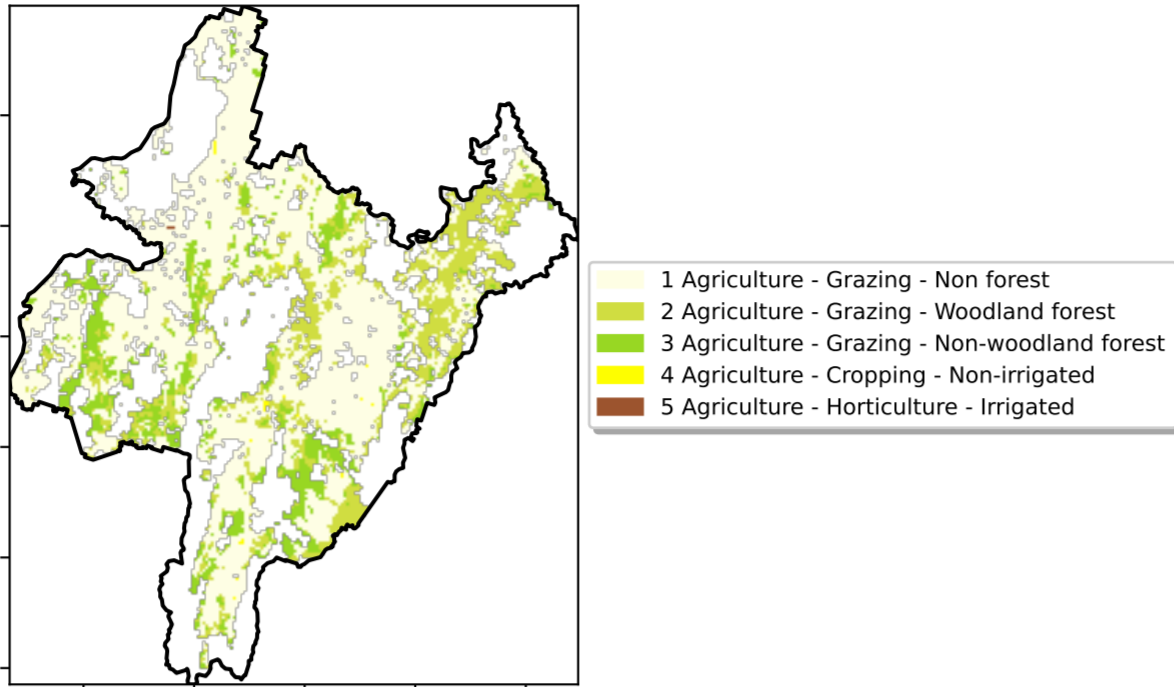 1 Agriculture - Grazing - Non forest
2 Agriculture - Grazing - Woodland forest
3 Agriculture - Grazing - Non-woodland forest
4 Agriculture - Cropping - Non-irrigated
5 Agriculture - Horticulture - Irrigated